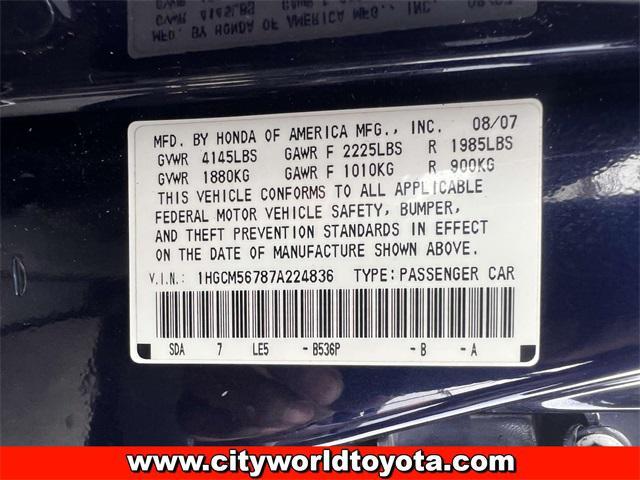 MFD. BY HONDA OF AMERICA MFG., INC. 08/07
GVWR 4145LBS GAWR F 2225LBS R 1985LBS
GVWR 1880KG GAWR F 1010KG R 900KG
THIS VEHICLE CONFORMS TO ALL APPLICABLE
FEDERAL MOTOR VEHICLE SAFETY, BUMPER,
AND THEFT PREVENTION STANDARDS IN EFFECT
ON THE DATE OF MANUFACTURE SHOWN ABOVE.
V.I.N.: 1HGCM56787A224836 TYPE: PASSENGER CAR
SDA 7 LE5 - B536P - B - A
www.cityworldtoyota.com